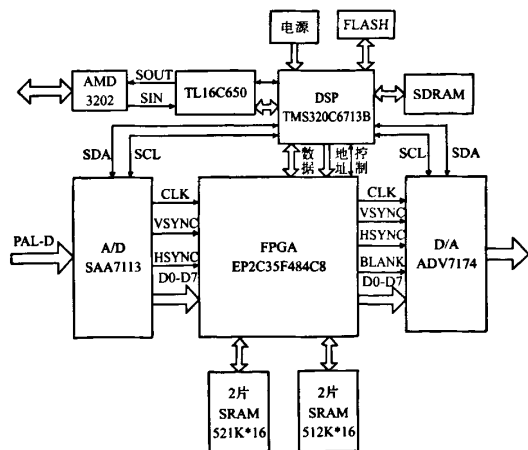 电源
FLASH
AMD
3202
SOUT
SIN
TL16C650
DSP
TMS320C6713B
SDRAM
SDA
SCL
数据
地址
控制
SCL
SDA
PAL-D
A/D
SAA7113
CLK
VSYNC
HSYNC
D0-D7
FPGA
EP2C35F484C8
CLK
VSYNC
HSYNC
BLANK
D0-D7
D/A
ADV7174
2片
SRAM
521K*16
2片
SRAM
512K*16